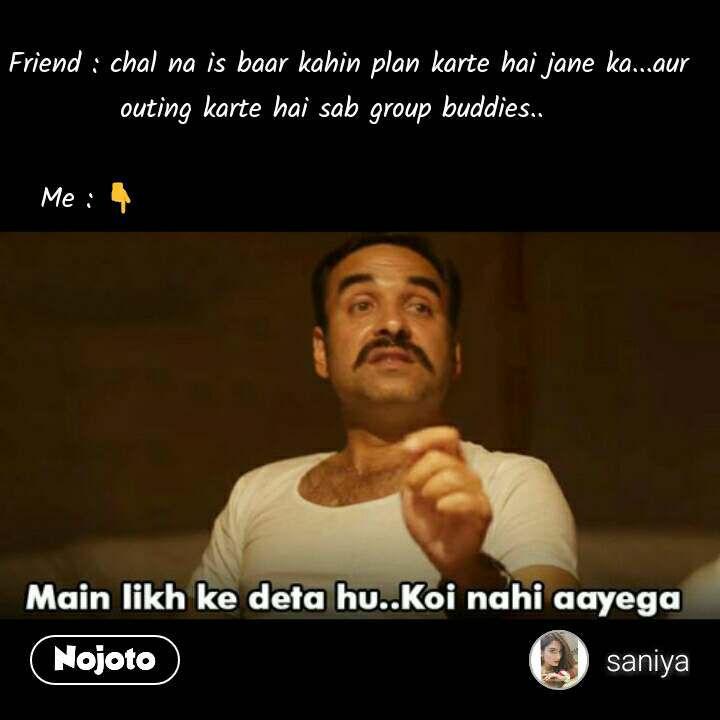 Friend : chal na is baar kahin plan karte hai jane ka...aur
outing karte hai sab group buddies..
Me : 👇
Main likh ke deta hu..Koi nahi aayega
Nojoto
saniya